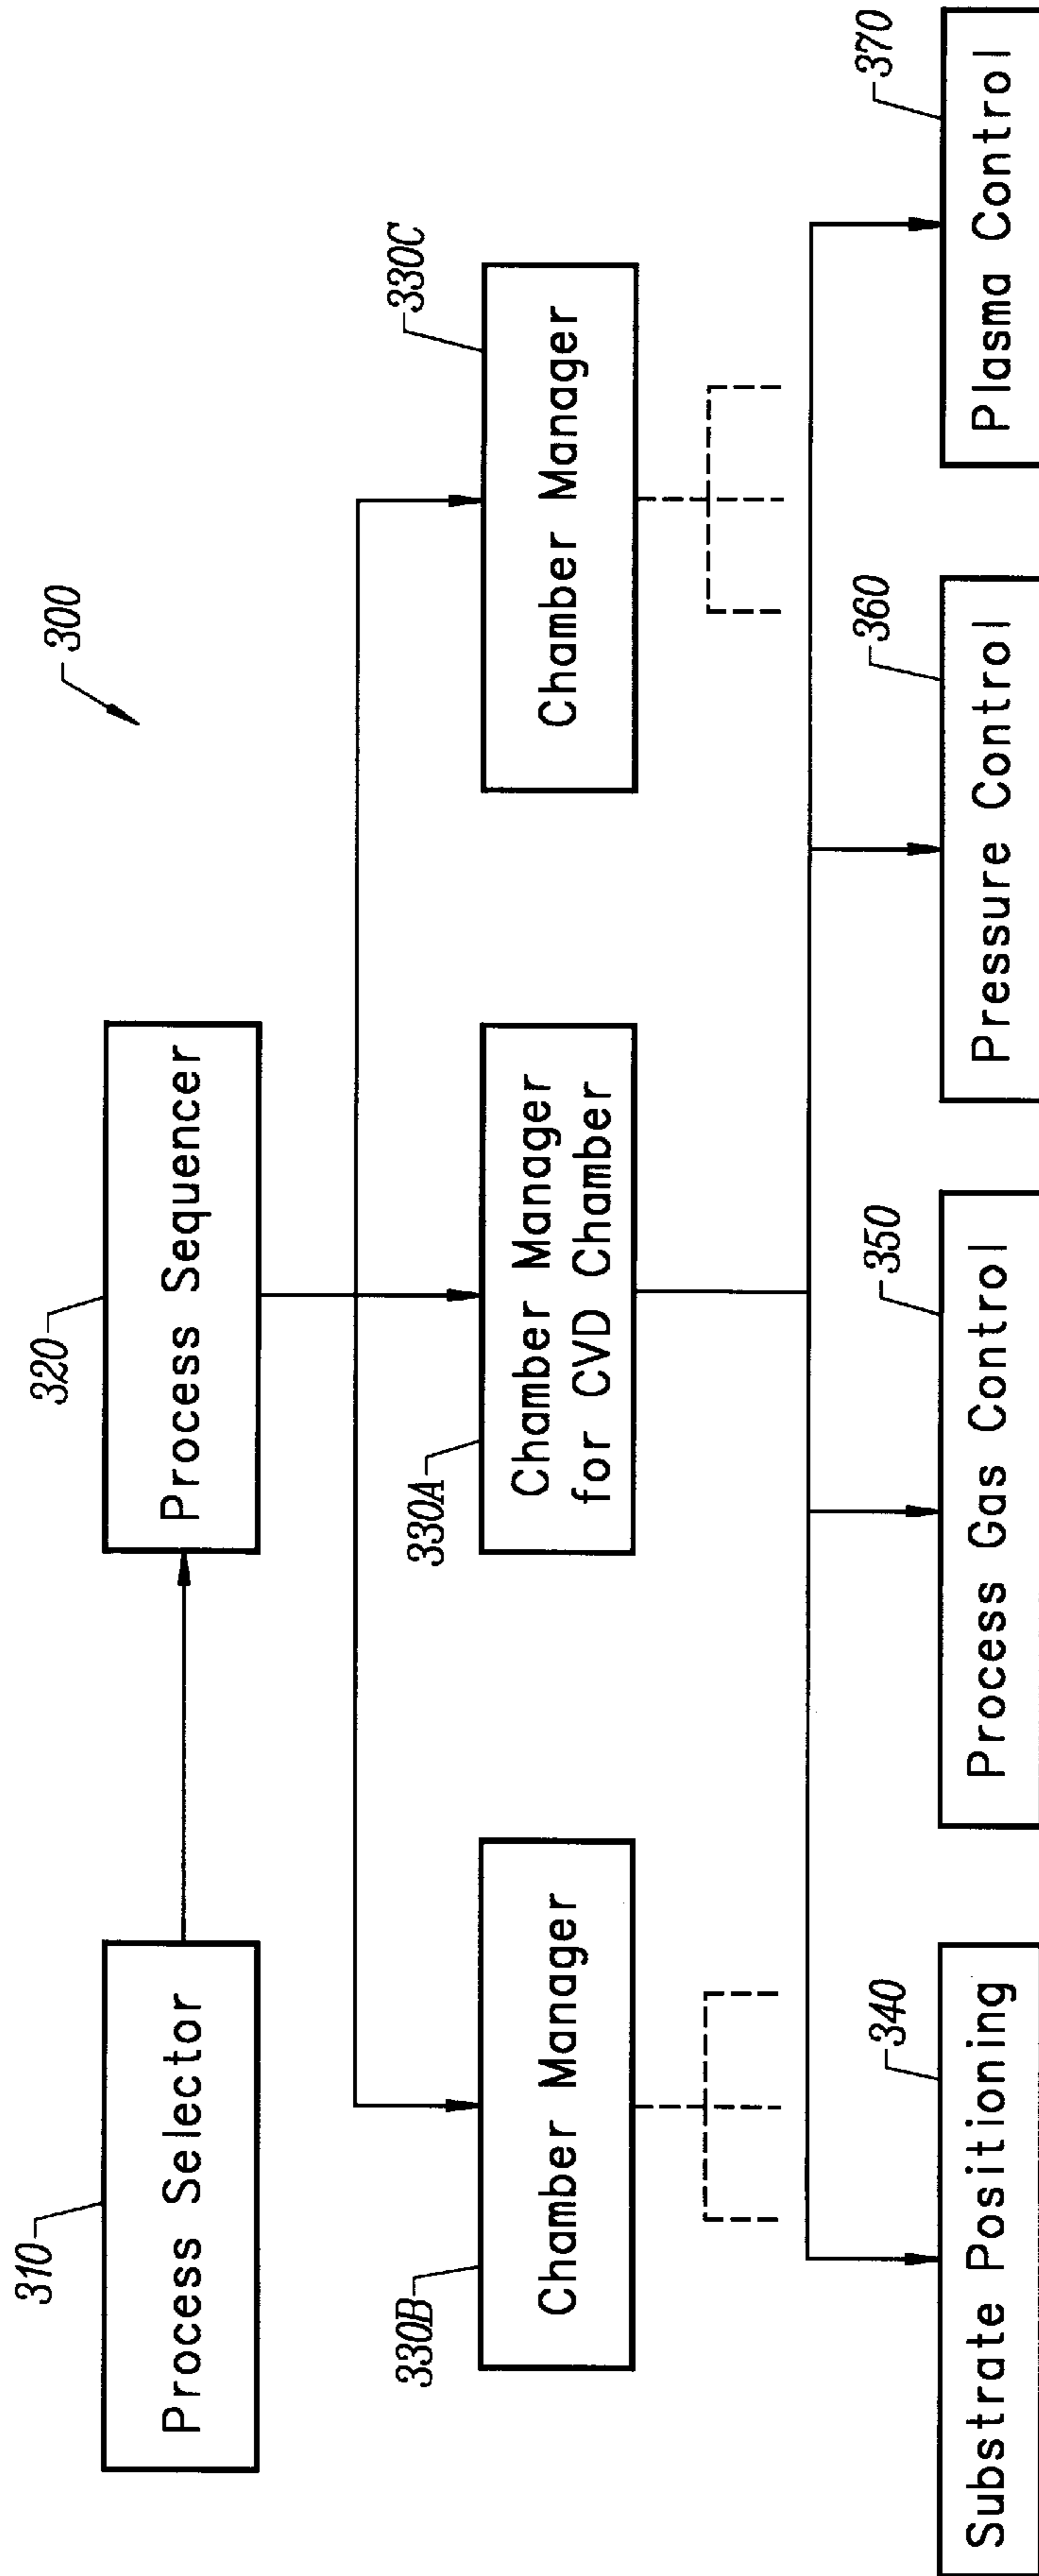 300
310
Process Selector
320
Process Sequencer
330B
Chamber Manager
330A
Chamber Manager
for CVD Chamber
330C
Chamber Manager
340
Substrate Positioning
350
Process Gas Control
360
Pressure Control
370
Plasma Control